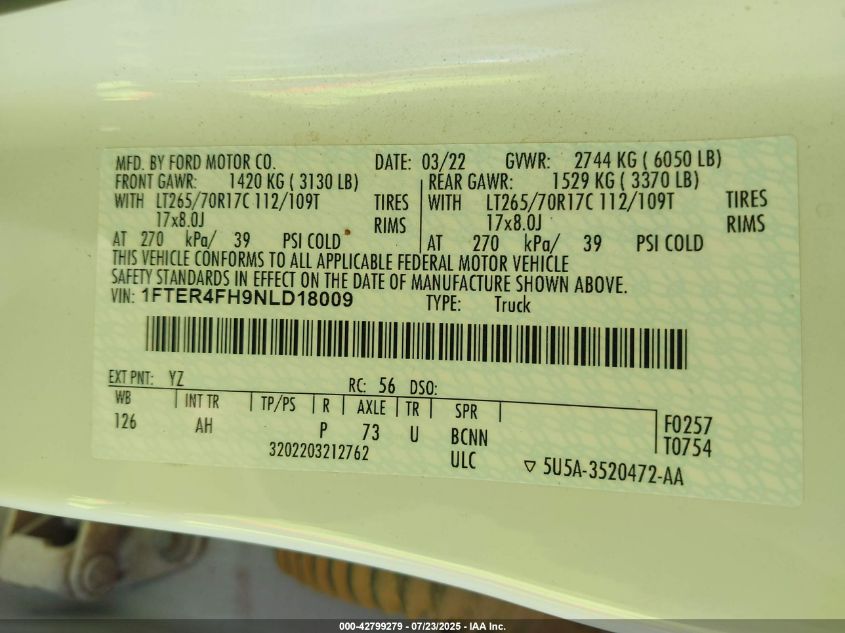 MFD. BY FORD MOTOR CO. DATE: 03/22 GVWR: 2744 KG ( 6050 LB)
FRONT GAWR: 1420 KG ( 3130 LB) REAR GAWR: 1529 KG ( 3370 LB)
WITH LT265/70R17C 112/109T TIRES WITH LT265/70R17C 112/109T TIRES
17x8.0J RIMS 17x8.0J RIMS
AT 270 kPa/ 39 PSI COLD AT 270 kPa/ 39 PSI COLD
THIS VEHICLE CONFORMS TO ALL APPLICABLE FEDERAL MOTOR VEHICLE
SAFETY STANDARDS IN EFFECT ON THE DATE OF MANUFACTURE SHOWN ABOVE.
VIN: 1FTER4FH9NLD18009 TYPE: Truck
EXT PNT: YZ RC: 56 DSO:
WB INT TR TP/PS R AXLE TR SPR F0257
126 AH P 73 U BCNN T0754
3202203212762 ULC ▽ 5U5A-3520472-AA
000-42799279 - 07/23/2025 - IAA Inc.